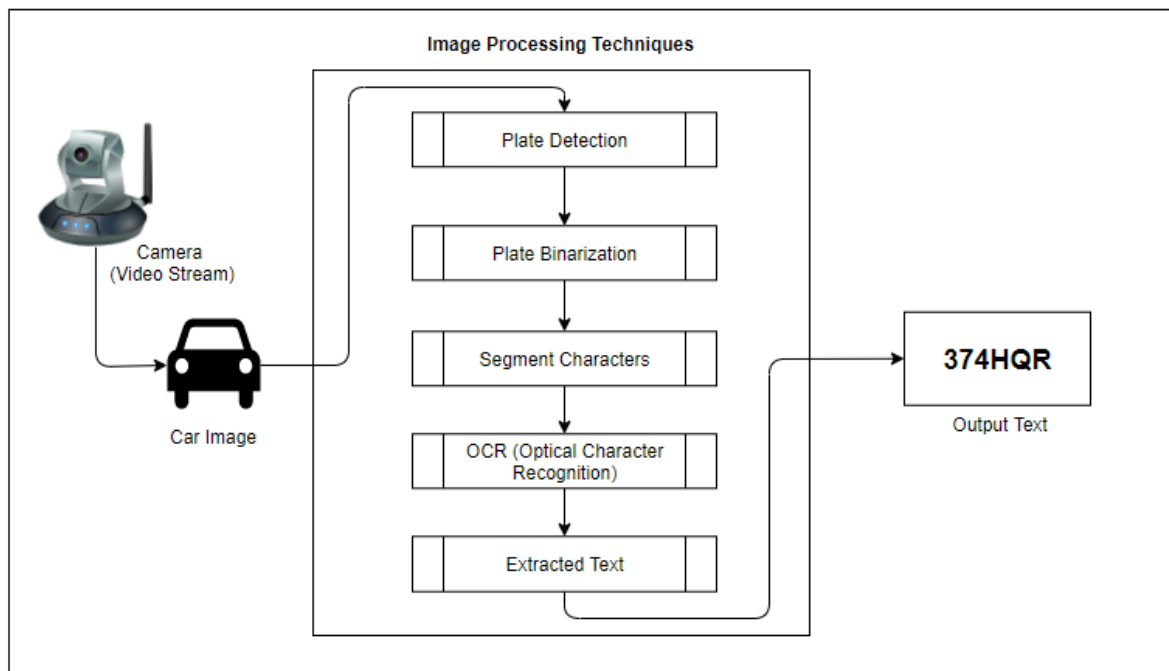 Image Processing Techniques
Plate Detection
Plate Binarization
Camera
(Video Stream)
Segment Characters
374HQR
Output Text
Car Image
OCR (Optical Character
Recognition)
Extracted Text